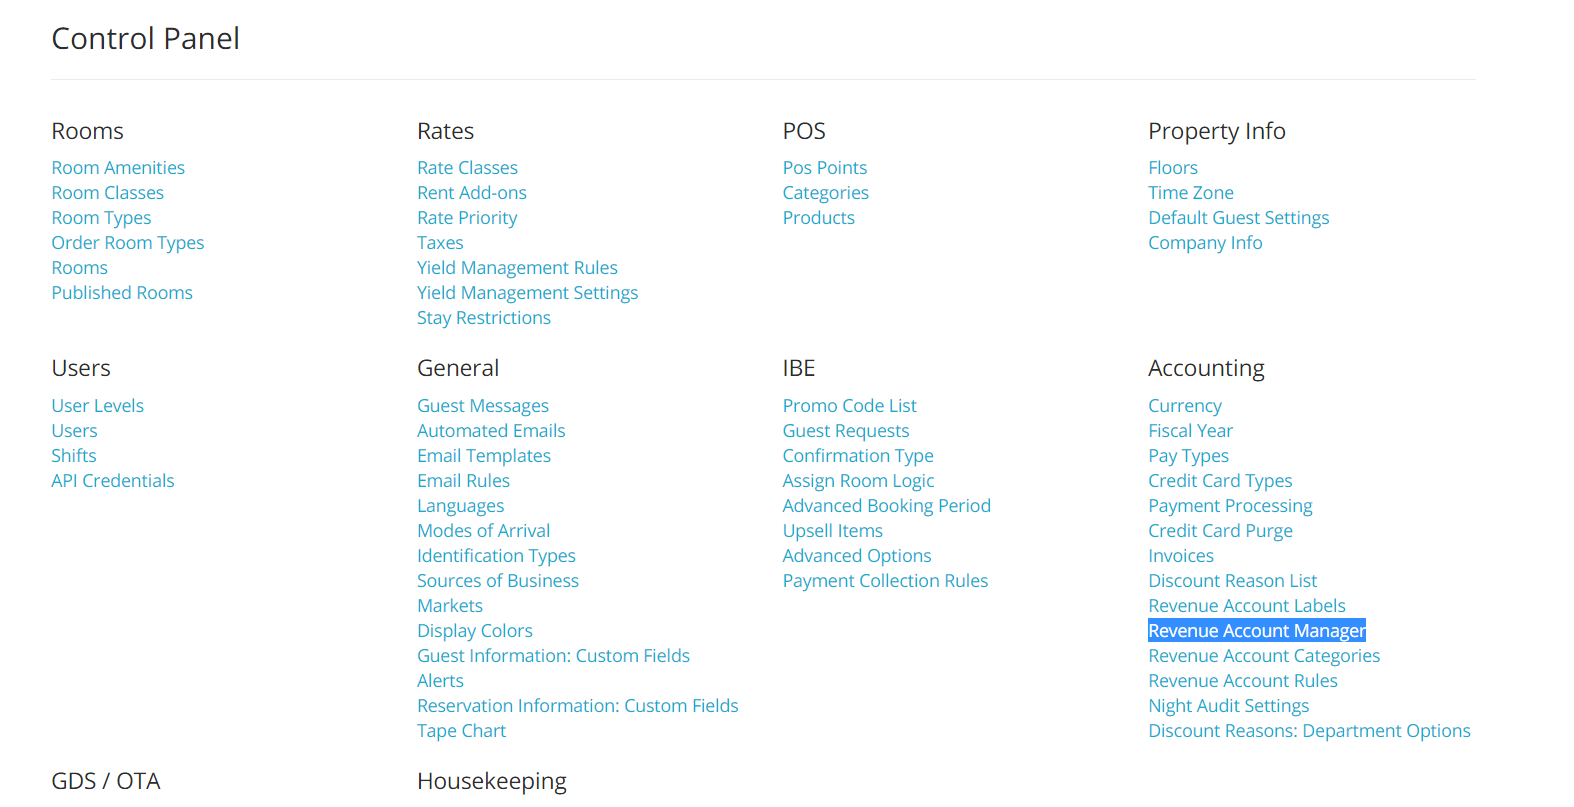 Control Panel
Rooms
Room Amenities
Room Classes
Room Types
Order Room Types
Rooms
Published Rooms
Rates
Rate Classes
Rent Add-ons
Rate Priority
Taxes
Yield Management Rules
Yield Management Settings
Stay Restrictions
POS
Pos Points
Categories
Products
Property Info
Floors
Time Zone
Default Guest Settings
Company Info
Users
User Levels
Users
Shifts
API Credentials
General
Guest Messages
Automated Emails
Email Templates
Email Rules
Languages
Modes of Arrival
Identification Types
Sources of Business
Markets
Display Colors
Guest Information: Custom Fields
Alerts
Reservation Information: Custom Fields
Tape Chart
IBE
Promo Code List
Guest Requests
Confirmation Type
Assign Room Logic
Advanced Booking Period
Upsell Items
Advanced Options
Payment Collection Rules
Accounting
Currency
Fiscal Year
Pay Types
Credit Card Types
Payment Processing
Credit Card Purge
Invoices
Discount Reason List
Revenue Account Labels
Revenue Account Manager
Revenue Account Categories
Revenue Account Rules
Night Audit Settings
Discount Reasons: Department Options
GDS / OTA
Housekeeping